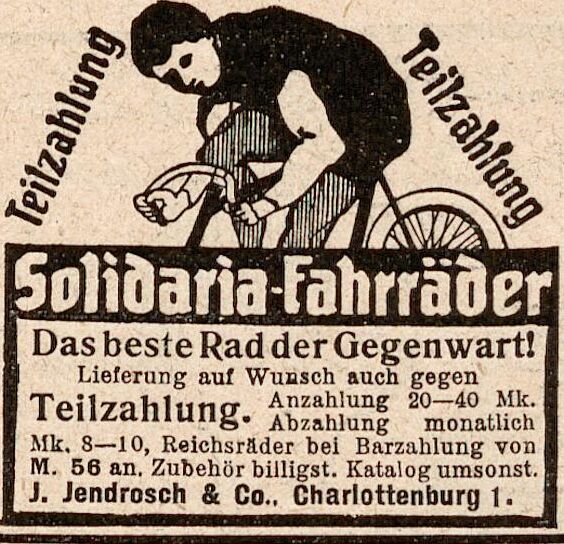 Teilzahlung
Teilzahlung
Solidaria-Fahrräder
Das beste Rad der Gegenwart!
Lieferung auf Wunsch auch gegen
Teilzahlung. Anzahlung 20—40 Mk.
Abzahlung monatlich
Mk. 8—10, Reichsräder bei Barzahlung von
M. 56 an. Zubehör billigst. Katalog umsonst.
J. Jendrosch & Co., Charlottenburg 1.